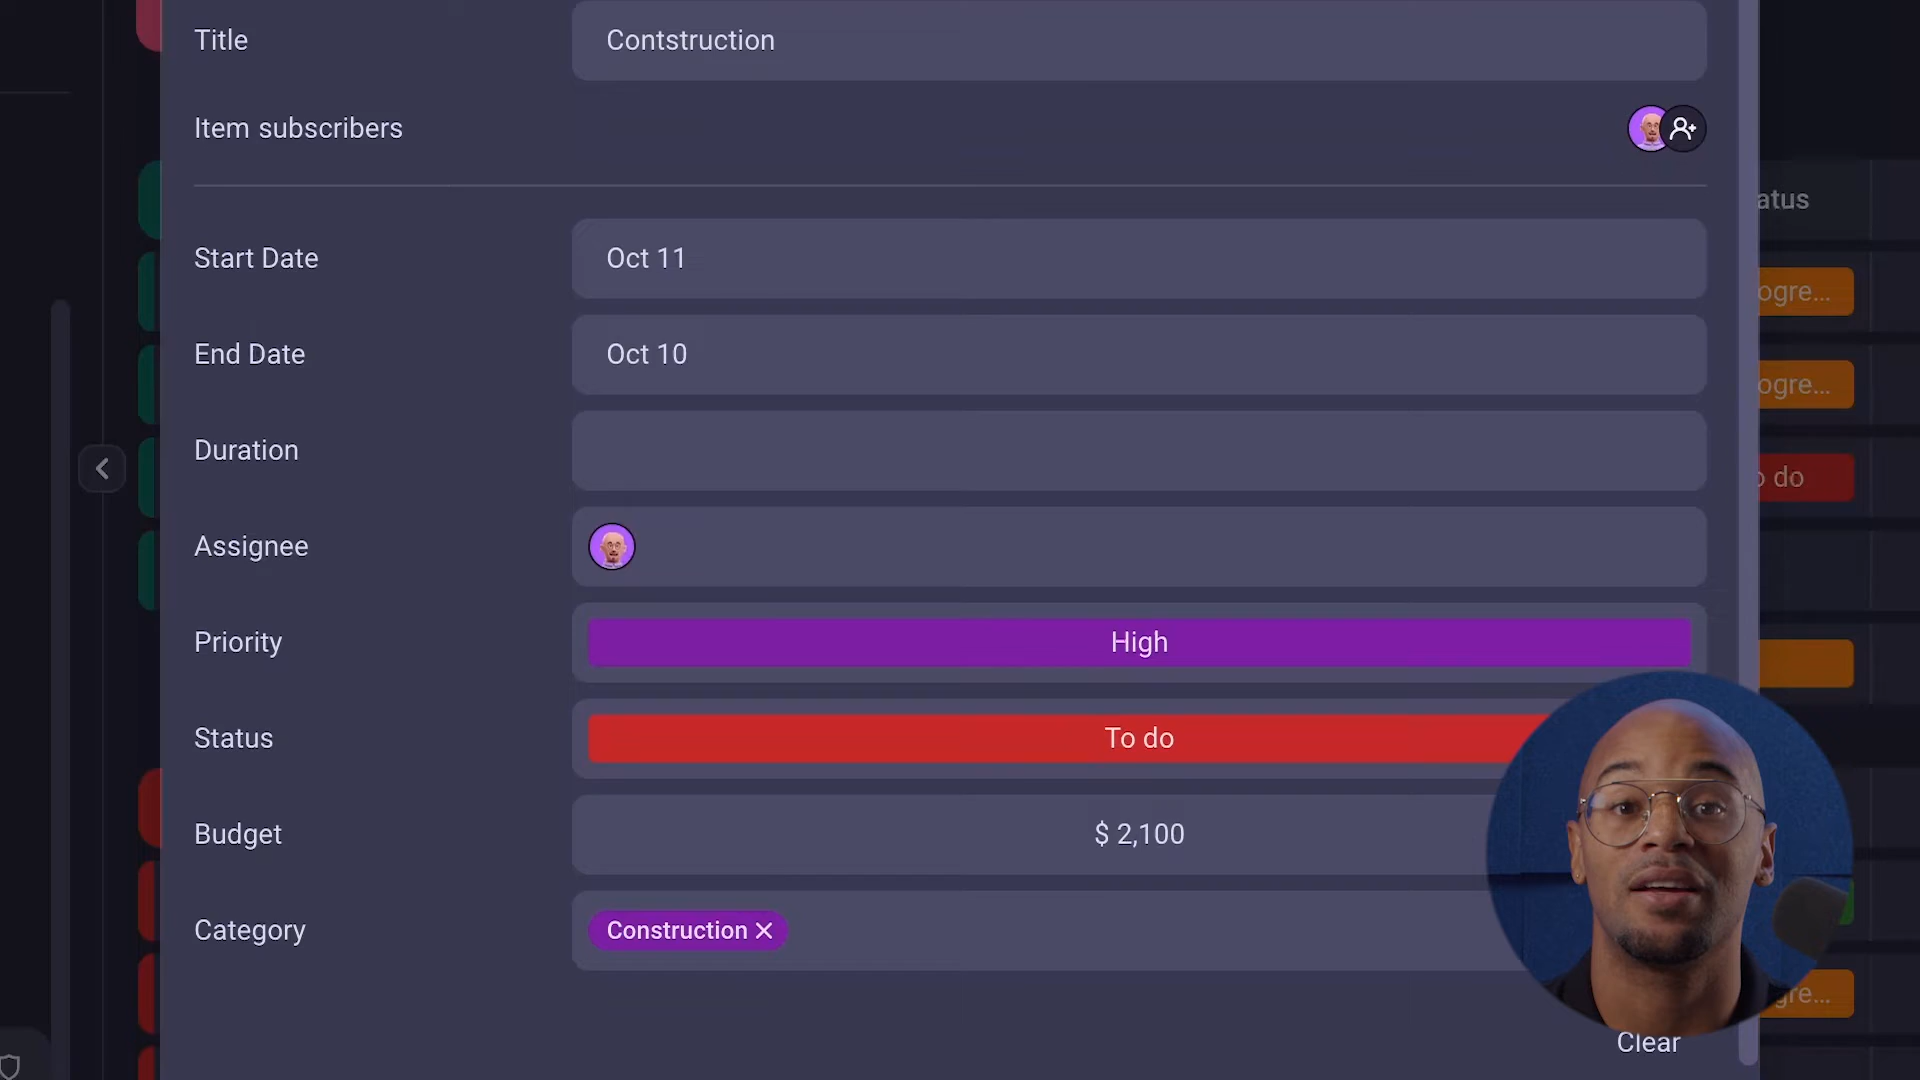 Title
Contstruction
Item subscribers
Start Date
Oct 11
atus
End Date
Oct 10
ogre...
ogre...
Duration
o do
Assignee
Priority
High
Status
To do
Budget
$ 2,100
Category
Construction
gre...
Clear